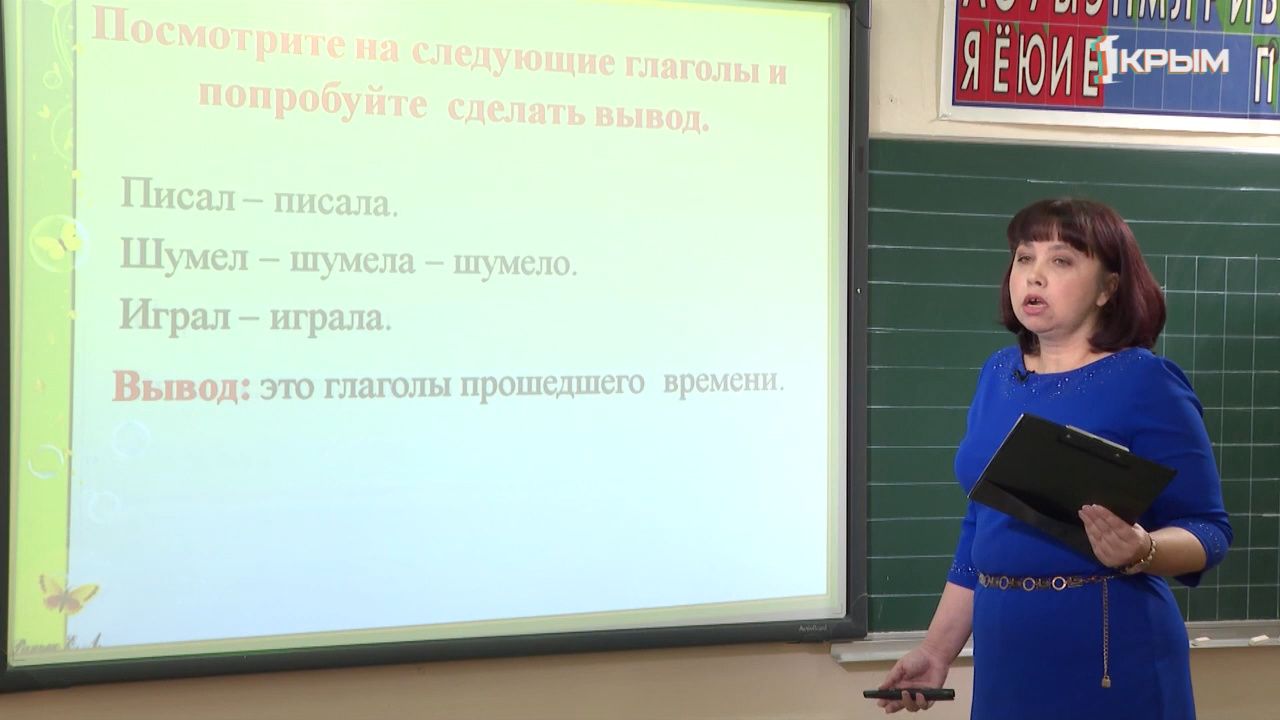 Посмотрите на следующие глаголы и
попробуйте сделать вывод.
Писал – писала.
Шумел – шумела – шумело.
Играл – играла.
Вывод: это глаголы прошедшего времени.
Я Ё Ю И Е
П
1 КРЫМ